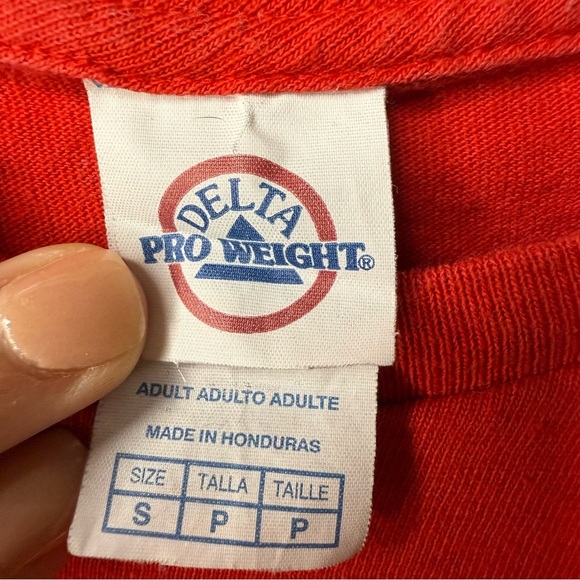 DELTA
PRO WEIGHT®
ADULT ADULTO ADULTE
MADE IN HONDURAS
SIZE TALLA TAILLE
S P P